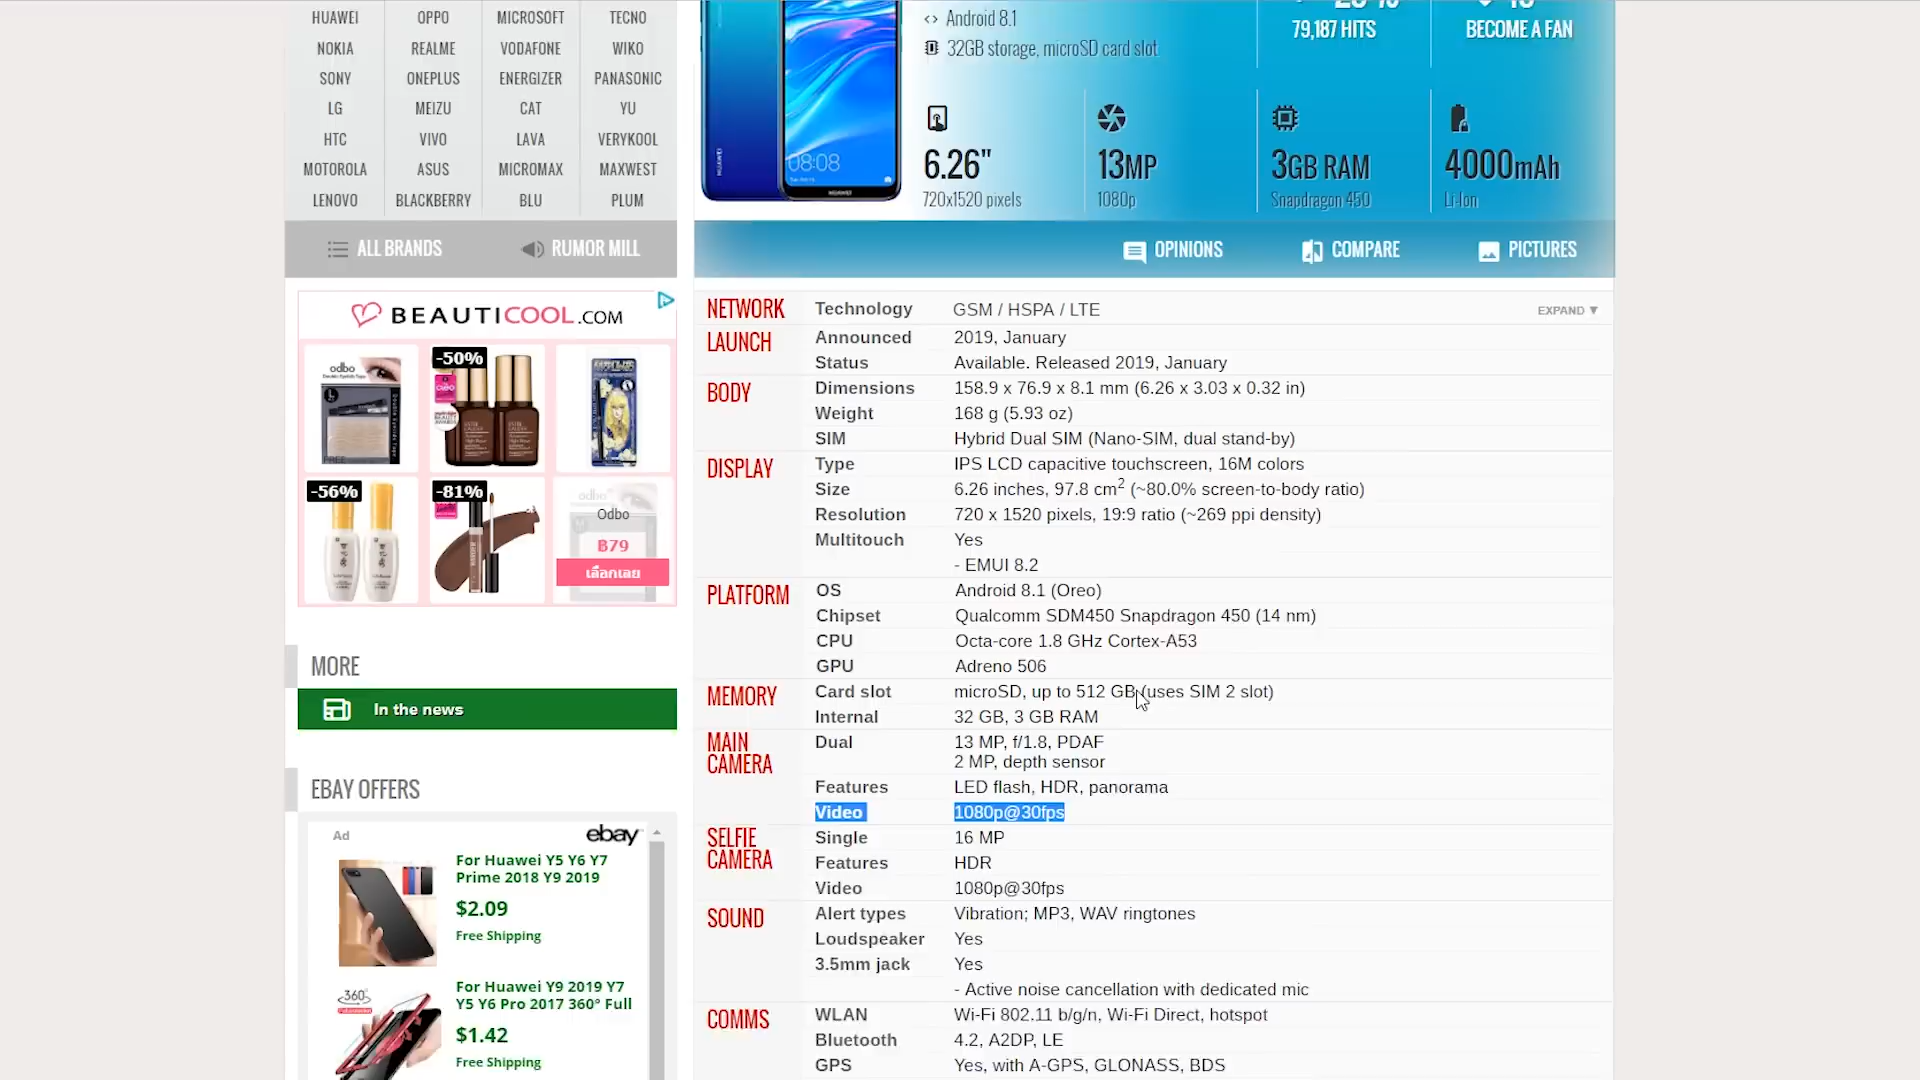 HUAWEI OPPO MICROSOFT TECNO
NOKIA REALME VODAFONE WIKO
SONY ONEPLUS ENERGIZER PANASONIC
LG MEIZU CAT YU
HTC VIVO LAVA VERYKOOL
MOTOROLA ASUS MICROMAX MAXWEST
LENOVO BLACKBERRY BLU PLUM
ALL BRANDS RUMOR MILL
BEAUTICOOL.COM
odbo
-50%
-56%
-81%
Odbo
฿79
เลือกเลย
MORE
In the news
EBAY OFFERS
Ad
ebay
For Huawei Y5 Y6 Y7
Prime 2018 Y9 2019
$2.09
Free Shipping
360°
For Huawei Y9 2019 Y7
Y5 Y6 Pro 2017 360° Full
$1.42
Free Shipping
Android 8.1
32GB storage, microSD card slot
79,187 HITS
BECOME A FAN
08:08
HUAWEI
6.26" 13MP 3GB RAM 4000mAh
720x1520 pixels 1080p Snapdragon 450 Li-Ion
OPINIONS COMPARE PICTURES
NETWORK Technology GSM / HSPA / LTE EXPAND ▼
LAUNCH Announced 2019, January
Status Available. Released 2019, January
BODY Dimensions 158.9 x 76.9 x 8.1 mm (6.26 x 3.03 x 0.32 in)
Weight 168 g (5.93 oz)
SIM Hybrid Dual SIM (Nano-SIM, dual stand-by)
DISPLAY Type IPS LCD capacitive touchscreen, 16M colors
Size 6.26 inches, 97.8 cm2 (~80.0% screen-to-body ratio)
Resolution 720 x 1520 pixels, 19:9 ratio (~269 ppi density)
Multitouch Yes
- EMUI 8.2
PLATFORM OS Android 8.1 (Oreo)
Chipset Qualcomm SDM450 Snapdragon 450 (14 nm)
CPU Octa-core 1.8 GHz Cortex-A53
GPU Adreno 506
MEMORY Card slot microSD, up to 512 GB (uses SIM 2 slot)
Internal 32 GB, 3 GB RAM
MAIN CAMERA Dual 13 MP, f/1.8, PDAF
2 MP, depth sensor
Features LED flash, HDR, panorama
Video 1080p@30fps
SELFIE CAMERA Single 16 MP
Features HDR
Video 1080p@30fps
SOUND Alert types Vibration; MP3, WAV ringtones
Loudspeaker Yes
3.5mm jack Yes
- Active noise cancellation with dedicated mic
COMMS WLAN Wi-Fi 802.11 b/g/n, Wi-Fi Direct, hotspot
Bluetooth 4.2, A2DP, LE
GPS Yes, with A-GPS, GLONASS, BDS